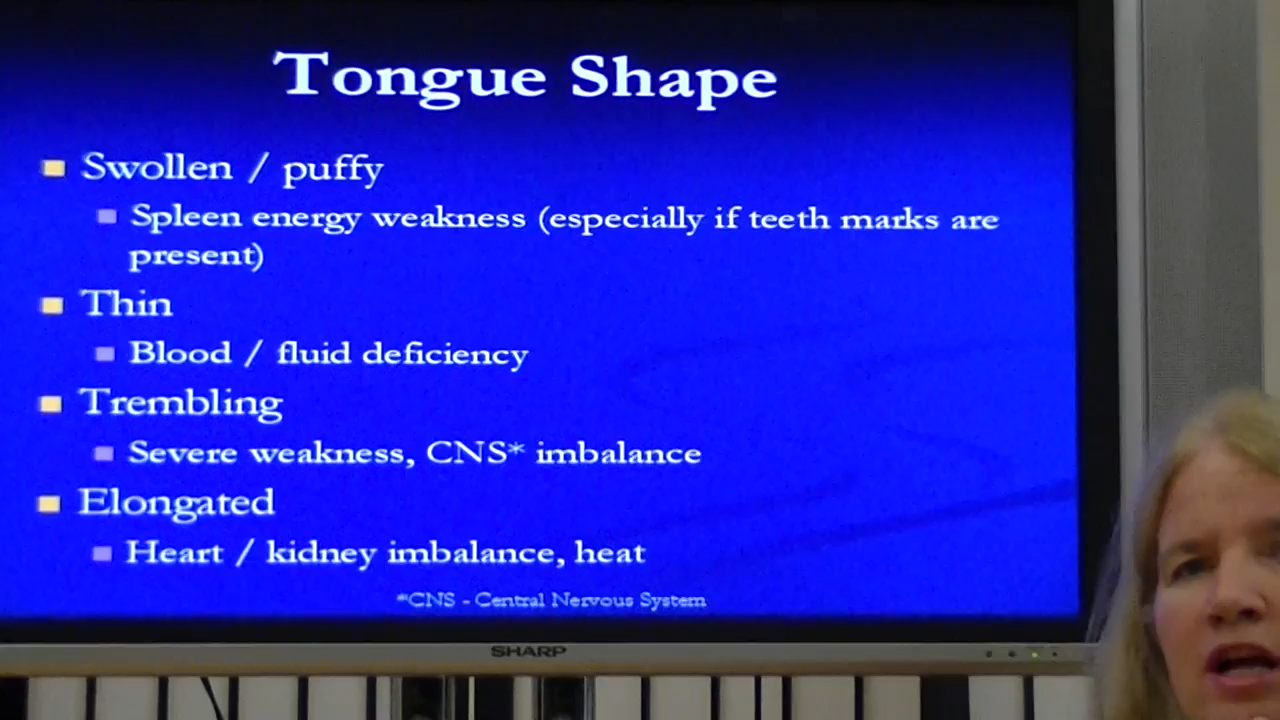 Tongue Shape
Swollen / puffy
Spleen energy weakness (especially if teeth marks are
present)
Thin
Blood / fluid deficiency
Trembling
Severe weakness, CNS* imbalance
Elongated
Heart / kidney imbalance, heat
*CNS - Central Nervous System
SHARP